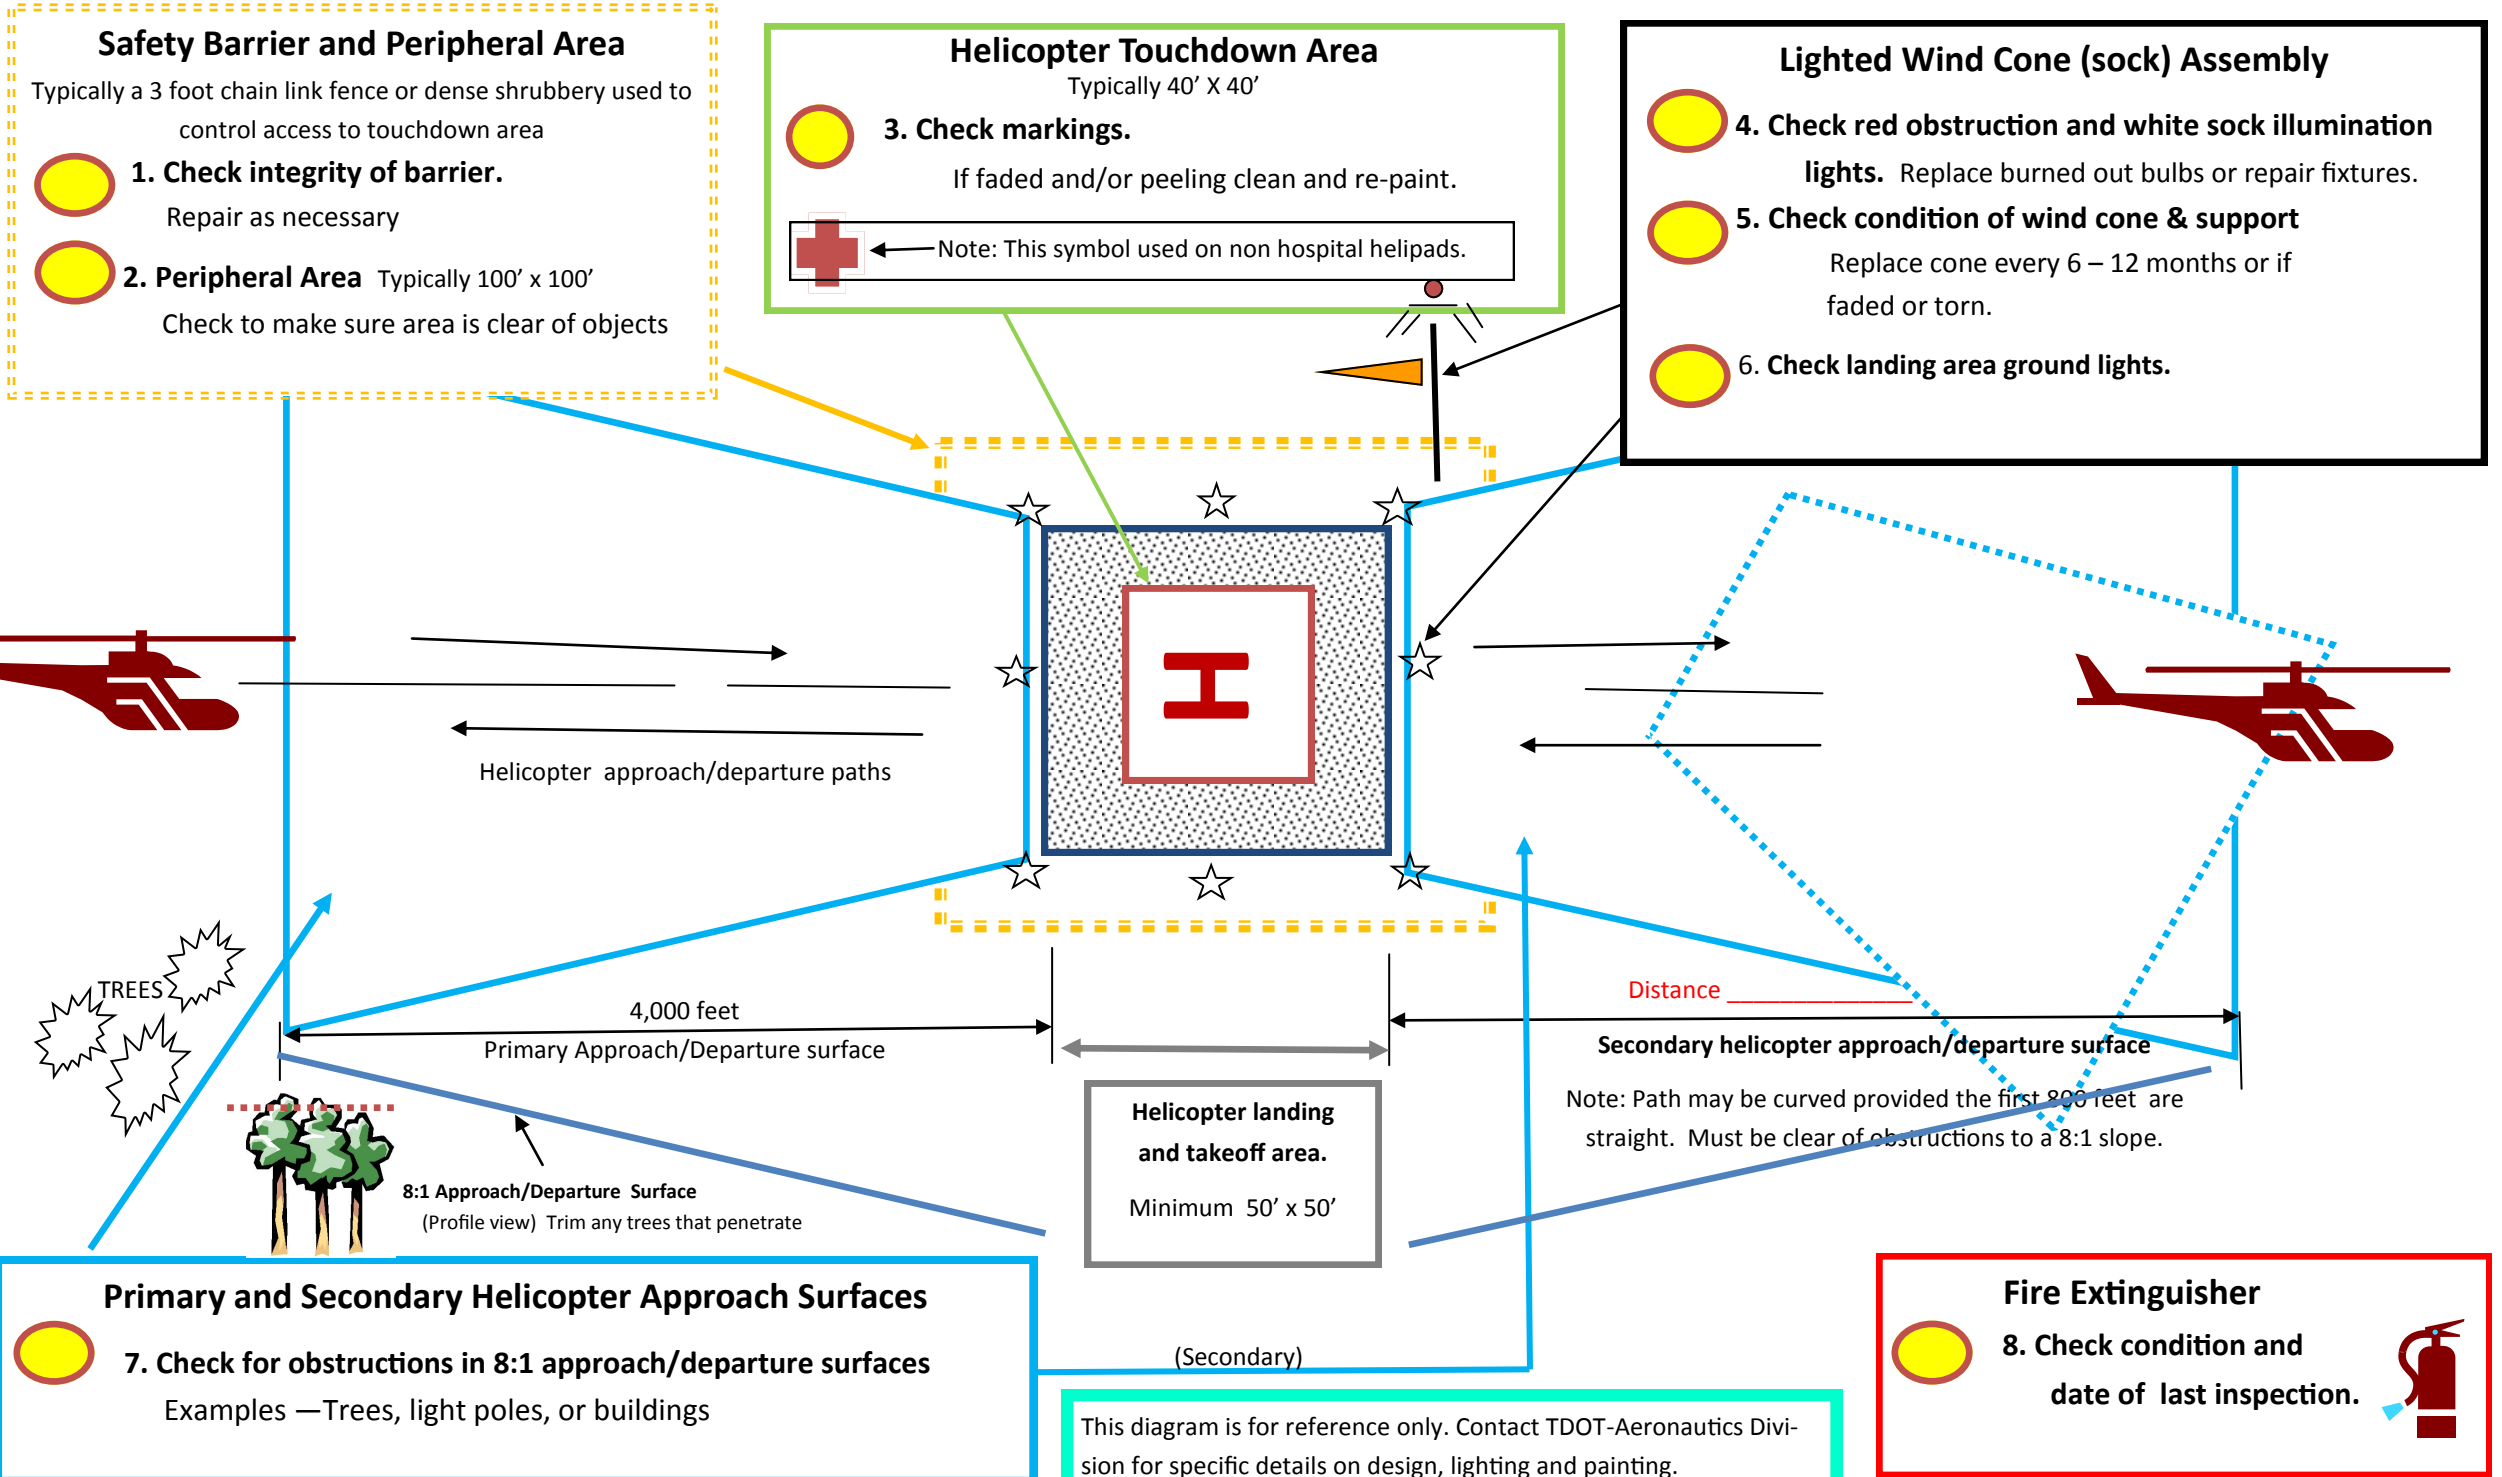 Safety Barrier and Peripheral Area
Typically a 3 foot chain link fence or dense shrubbery used to
control access to touchdown area
1. Check integrity of barrier.
Repair as necessary
2. Peripheral Area Typically 100’ x 100’
Check to make sure area is clear of objects
Helicopter Touchdown Area
Typically 40’ X 40’
3. Check markings.
If faded and/or peeling clean and re-paint.
Note: This symbol used on non hospital helipads.
Lighted Wind Cone (sock) Assembly
4. Check red obstruction and white sock illumination
lights. Replace burned out bulbs or repair fixtures.
5. Check condition of wind cone & support
Replace cone every 6 – 12 months or if
faded or torn.
6. Check landing area ground lights.
H
Helicopter approach/departure paths
TREES
4,000 feet
Primary Approach/Departure surface
Distance ______________
Secondary helicopter approach/departure surface
Note: Path may be curved provided the first 800 feet are
straight. Must be clear of obstructions to a 8:1 slope.
Helicopter landing
and takeoff area.
Minimum 50’ x 50’
8:1 Approach/Departure Surface
(Profile view) Trim any trees that penetrate
Primary and Secondary Helicopter Approach Surfaces
7. Check for obstructions in 8:1 approach/departure surfaces
Examples —Trees, light poles, or buildings
(Secondary)
This diagram is for reference only. Contact TDOT-Aeronautics Divi-
sion for specific details on design, lighting and painting.
Fire Extinguisher
8. Check condition and
date of last inspection.